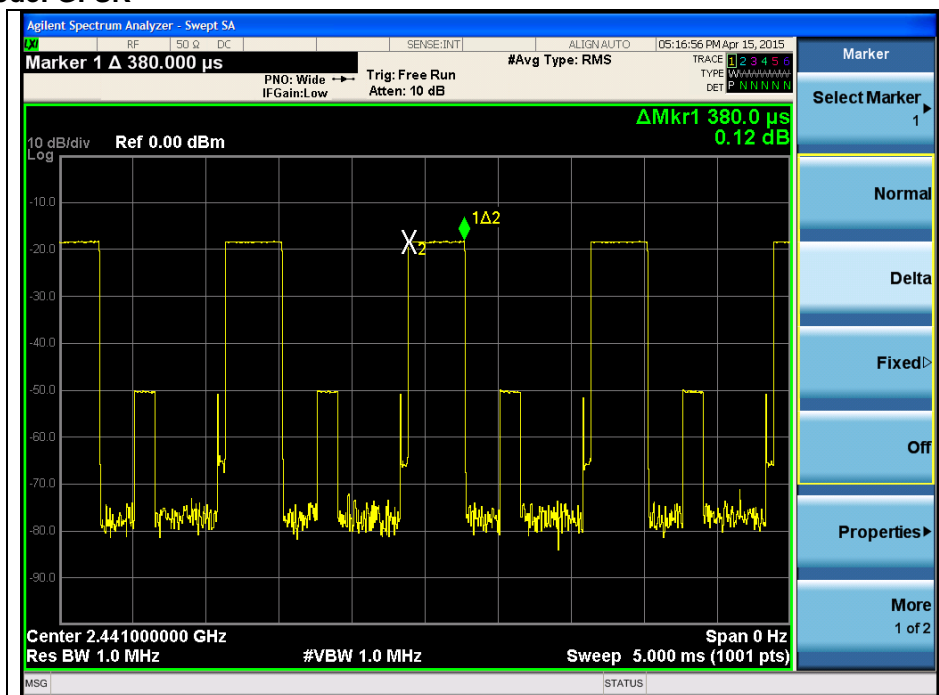 Agilent Spectrum Analyzer - Swept SA
LXI RF 50 Ω DC SENSE:INT ALIGN AUTO 05:16:56 PM Apr 15, 2015
Marker 1 Δ 380.000 µs
PNO: Wide
IFGain:Low
Trig: Free Run
Atten: 10 dB
#Avg Type: RMS
TRACE 1 2 3 4 5 6
TYPE WWWWWW
DET P N N N N N
ΔMkr1 380.0 µs
0.12 dB
10 dB/div Ref 0.00 dBm
Log
-10.0
-20.0
-30.0
-40.0
-50.0
-60.0
-70.0
-80.0
-90.0
1Δ2
X2
Center 2.441000000 GHz
Span 0 Hz
Res BW 1.0 MHz
#VBW 1.0 MHz
Sweep 5.000 ms (1001 pts)
MSG
STATUS
Marker
Select Marker
1
Normal
Delta
Fixed
Off
Properties
More
1 of 2